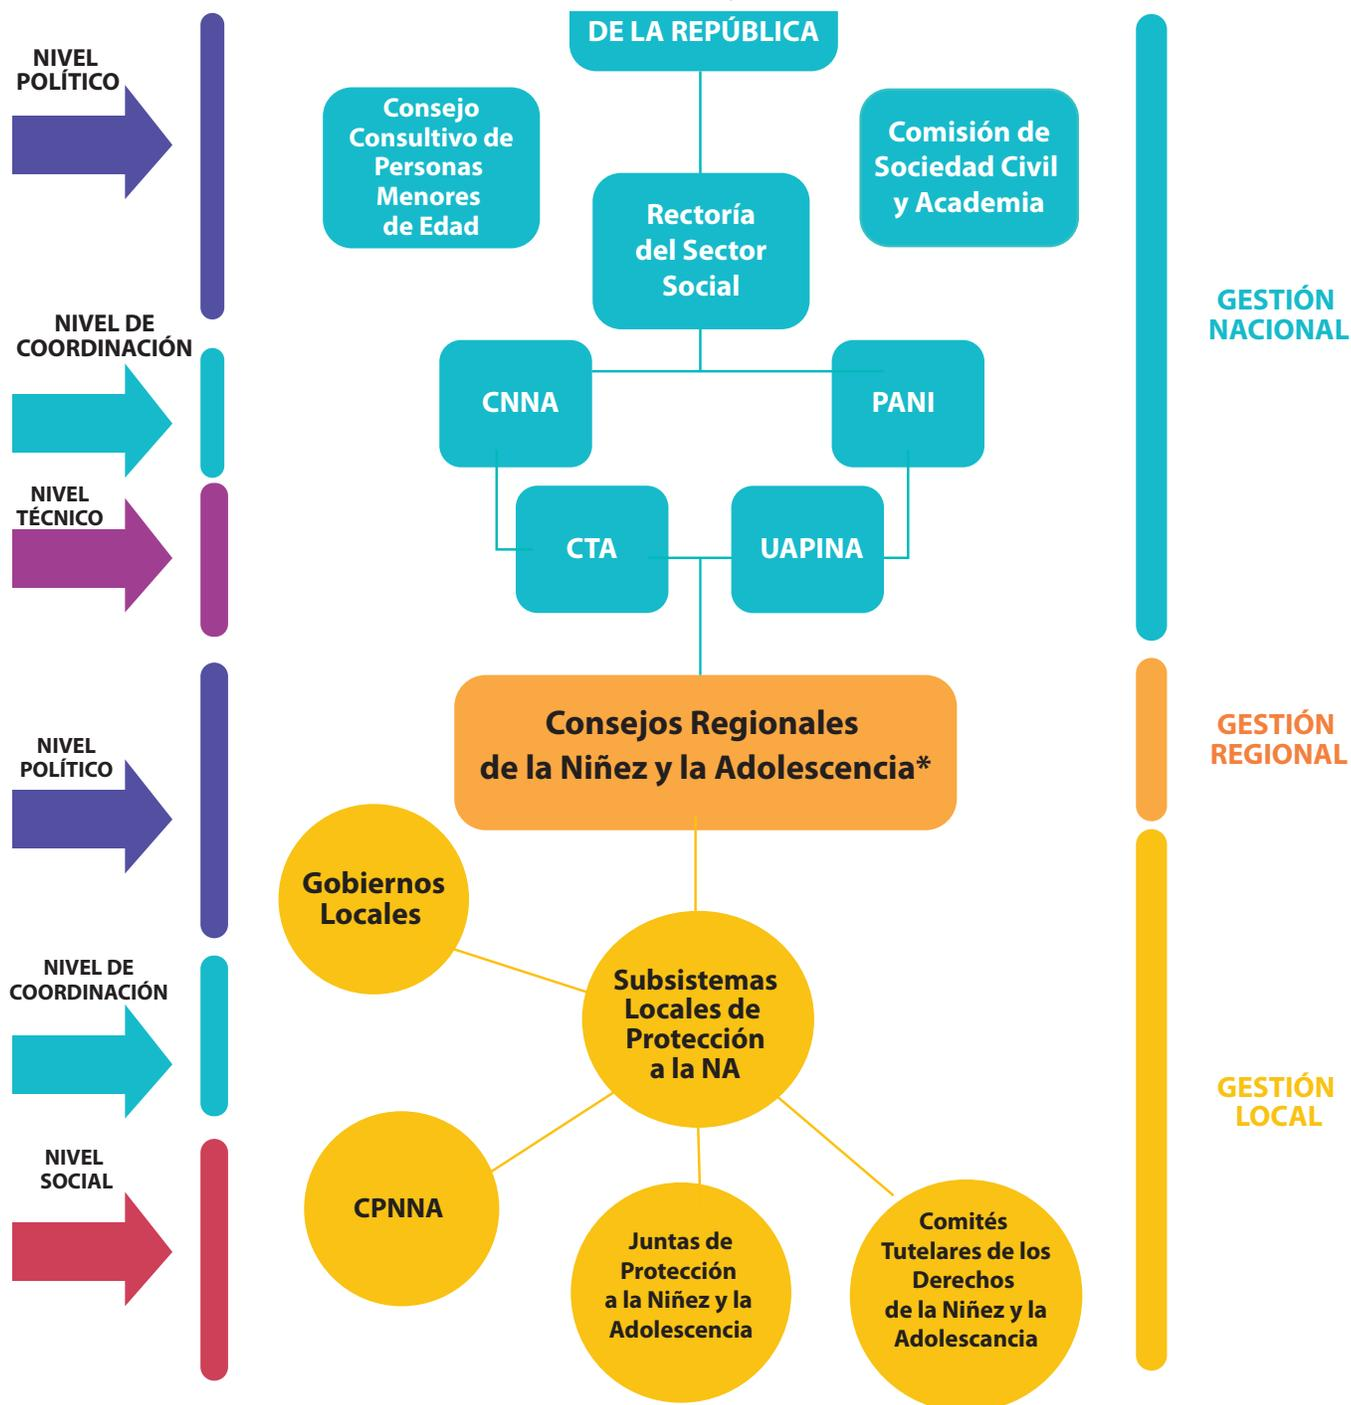 NIVEL
POLÍTICO
DE LA REPÚBLICA
Consejo
Consultivo de
Personas
Menores
de Edad
Comisión de
Sociedad Civil
y Academia
Rectoría
del Sector
Social
GESTIÓN
NACIONAL
NIVEL DE
COORDINACIÓN
CNNA
PANI
NIVEL
TÉCNICO
CTA
UAPINA
NIVEL
POLÍTICO
Consejos Regionales
de la Niñez y la Adolescencia*
GESTIÓN
REGIONAL
Gobiernos
Locales
Subsistemas
Locales de
Protección
a la NA
NIVEL DE
COORDINACIÓN
GESTIÓN
LOCAL
NIVEL
SOCIAL
CPNNA
Juntas de
Protección
a la Niñez y la
Adolescencia
Comités
Tutelares de los
Derechos
de la Niñez y la
Adolescancia